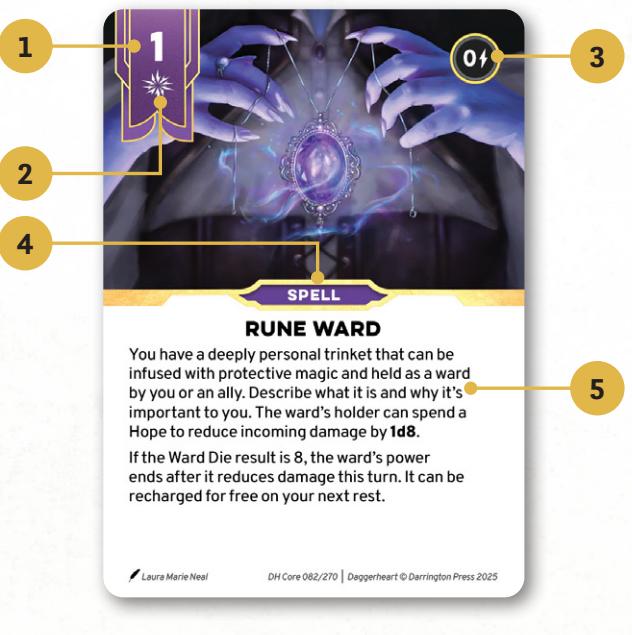 1
1
2
3
0
4
SPELL
RUNE WARD
You have a deeply personal trinket that can be
infused with protective magic and held as a ward
by you or an ally. Describe what it is and why it's
important to you. The ward's holder can spend a
Hope to reduce incoming damage by 1d8.
5
If the Ward Die result is 8, the ward's power
ends after it reduces damage this turn. It can be
recharged for free on your next rest.
Laura Marie Neal
DH Core 082/270 | Daggerheart © Darrington Press 2025